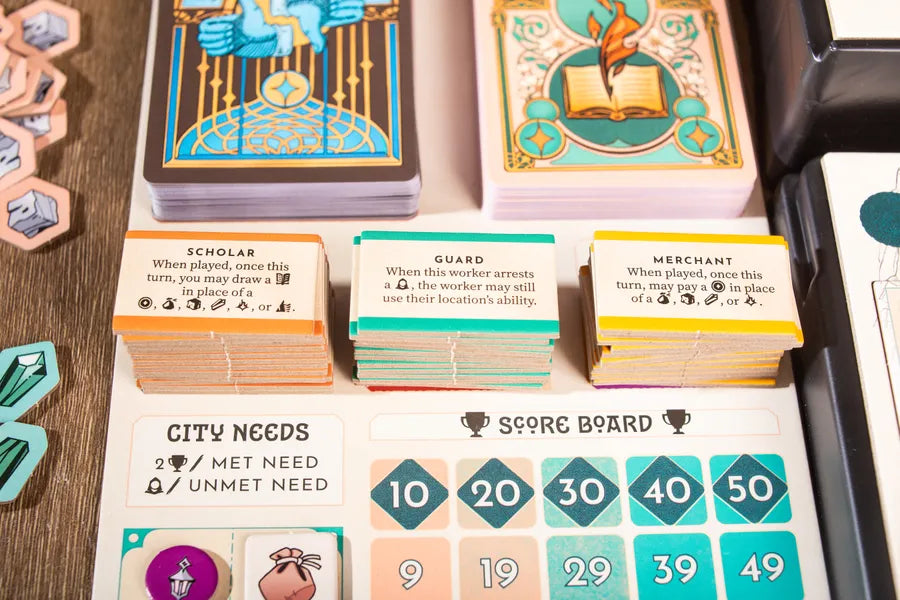 SCHOLAR
When played, once this
turn, you may draw a
in place of a
, , , , , or .
GUARD
When this worker arrests
a , the worker may still
use their location's ability.
MERCHANT
When played, once this
turn, may pay a in place
of a , , , or .
CITY NEEDS
2 / MET NEED
/ UNMET NEED
SCORE BOARD
10 20 30 40 50
9 19 29 39 49